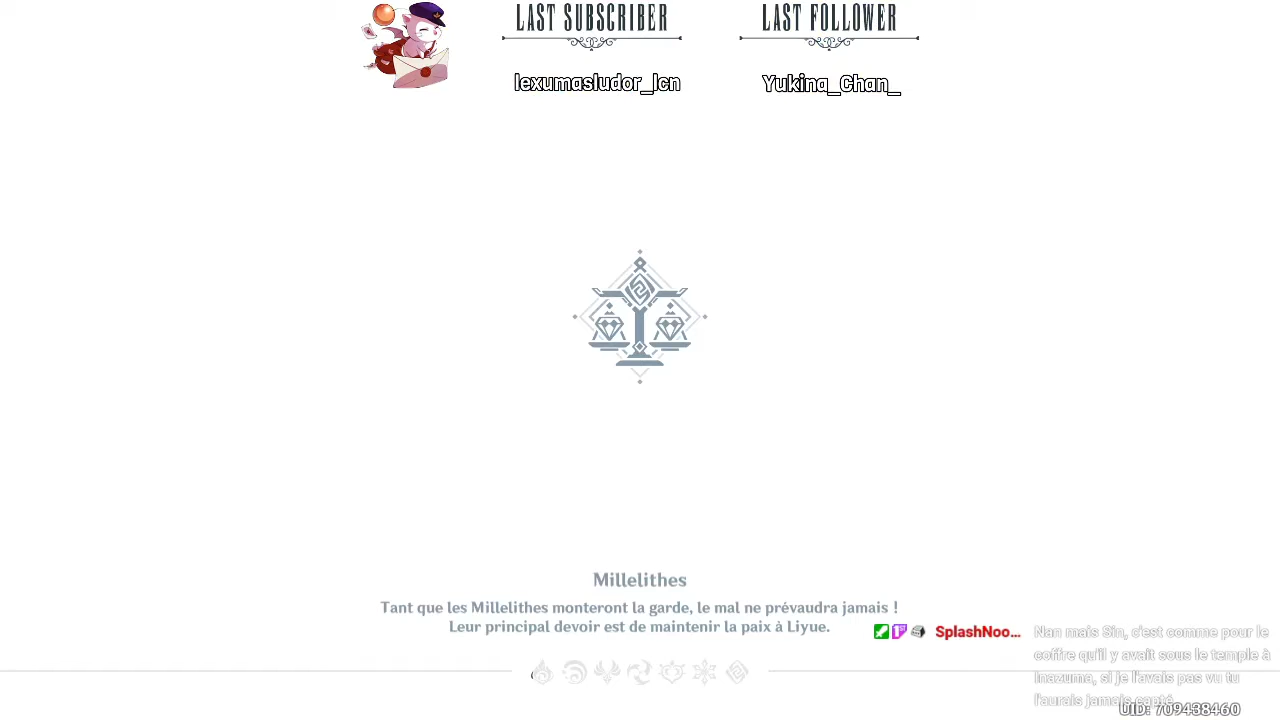 LAST SUBSCRIBER
LAST FOLLOWER
lexumasludor_lcn
Yukina_Chan_
Millelithes
Tant que les Millelithes monteront la garde, le mal ne prévaudra jamais !
Leur principal devoir est de maintenir la paix à Liyue.
SplashNoo...
Nan mais Sin, c'est comme pour le
coffre qu'il y avait sous le temple à
Inazuma, si je l'avais pas vu tu
l'aurais jamais capté
UID: 709438460